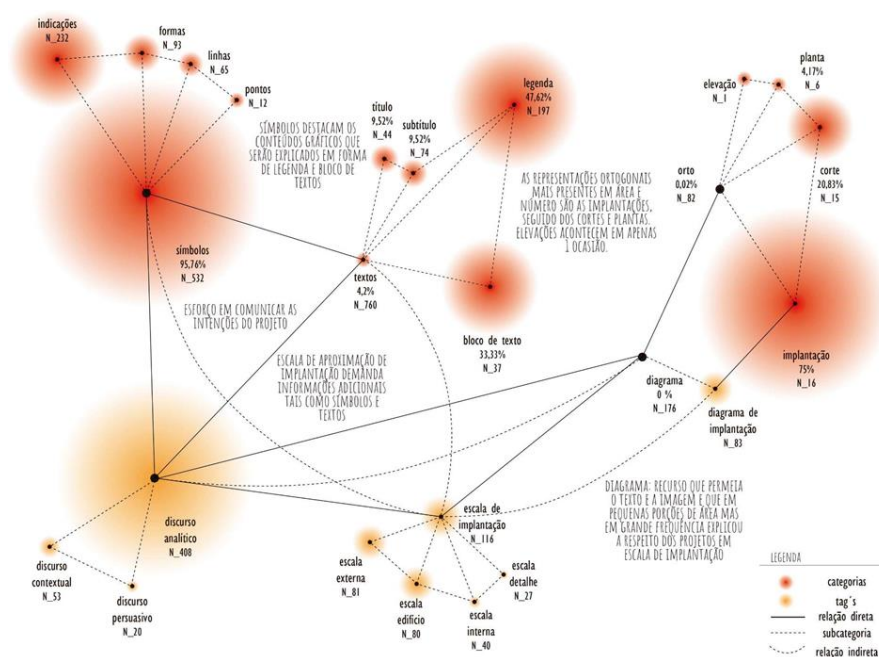 indicações
N_232
formas
N_93
linhas
N_65
pontos
N_12
SÍMBOLOS DESTACAM OS
CONTEÚDOS GRÁFICOS QUE
SERÃO EXPLICADOS EM FORMA
DE LEGENDA E BLOCO DE
TEXTOS
título
9,52%
N_44
subtítulo
9,52%
N_74
legenda
47,62%
N_197
elevação
N_1
planta
4,17%
N_6
AS REPRESENTAÇÕES ORTOGONAIS
MAIS PRESENTES EM ÁREA E
NÚMERO SÃO AS IMPLANTAÇÕES,
SEGUIDO DOS CORTES E PLANTAS.
ELEVAÇÕES ACONTECEM EM APENAS
1 OCASIÃO.
orto
0,02%
N_82
corte
20,83%
N_15
símbolos
95,76%
N_532
textos
4,2%
N_760
ESFORÇO EM COMUNICAR AS
INTENÇÕES DO PROJETO
bloco de texto
33,33%
N_37
implantação
75%
N_16
ESCALA DE APROXIMAÇÃO DE
IMPLANTAÇÃO DEMANDA
INFORMAÇÕES ADICIONAIS
TAIS COMO SÍMBOLOS E
TEXTOS
diagrama
0 %
N_176
diagrama de
implantação
N_83
discurso
analítico
N_408
escala de
implantação
N_116
DIAGRAMA: RECURSO QUE PERMEIA
O TEXTO E A IMAGEM E QUE EM
PEQUENAS PORÇÕES DE ÁREA MAS
EM GRANDE FREQUÊNCIA EXPLICOU
A RESPEITO DOS PROJETOS EM
ESCALA DE IMPLANTAÇÃO
discurso
contextual
N_53
discurso
persuasivo
N_20
escala
externa
N_81
escala
edifício
N_80
escala
interna
N_40
escala
detalhe
N_27
LEGENDA
categorias
tag´s
relação direta
subcategoria
relação indireta